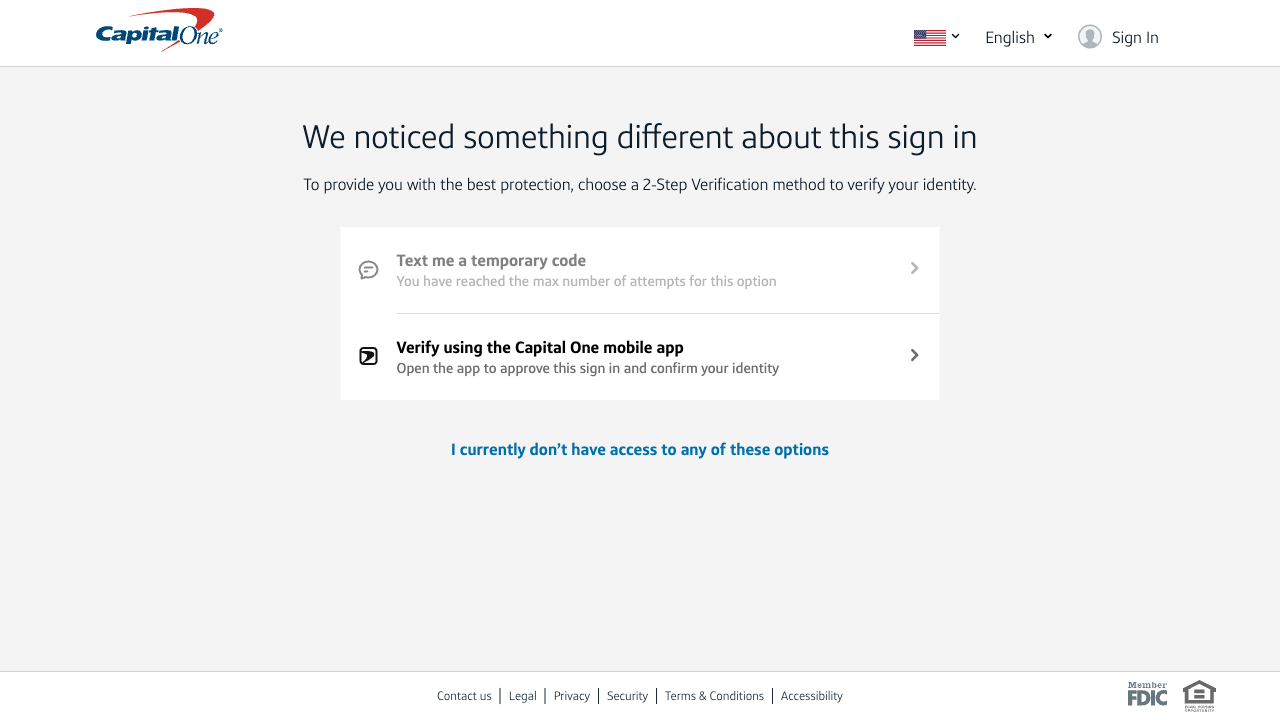 CapitalOne®
English
Sign In
We noticed something different about this sign in
To provide you with the best protection, choose a 2-Step Verification method to verify your identity.
Text me a temporary code
You have reached the max number of attempts for this option
Verify using the Capital One mobile app
Open the app to approve this sign in and confirm your identity
I currently don’t have access to any of these options
Contact us | Legal | Privacy | Security | Terms & Conditions | Accessibility
Member
FDIC
EQUAL HOUSING
OPPORTUNITY